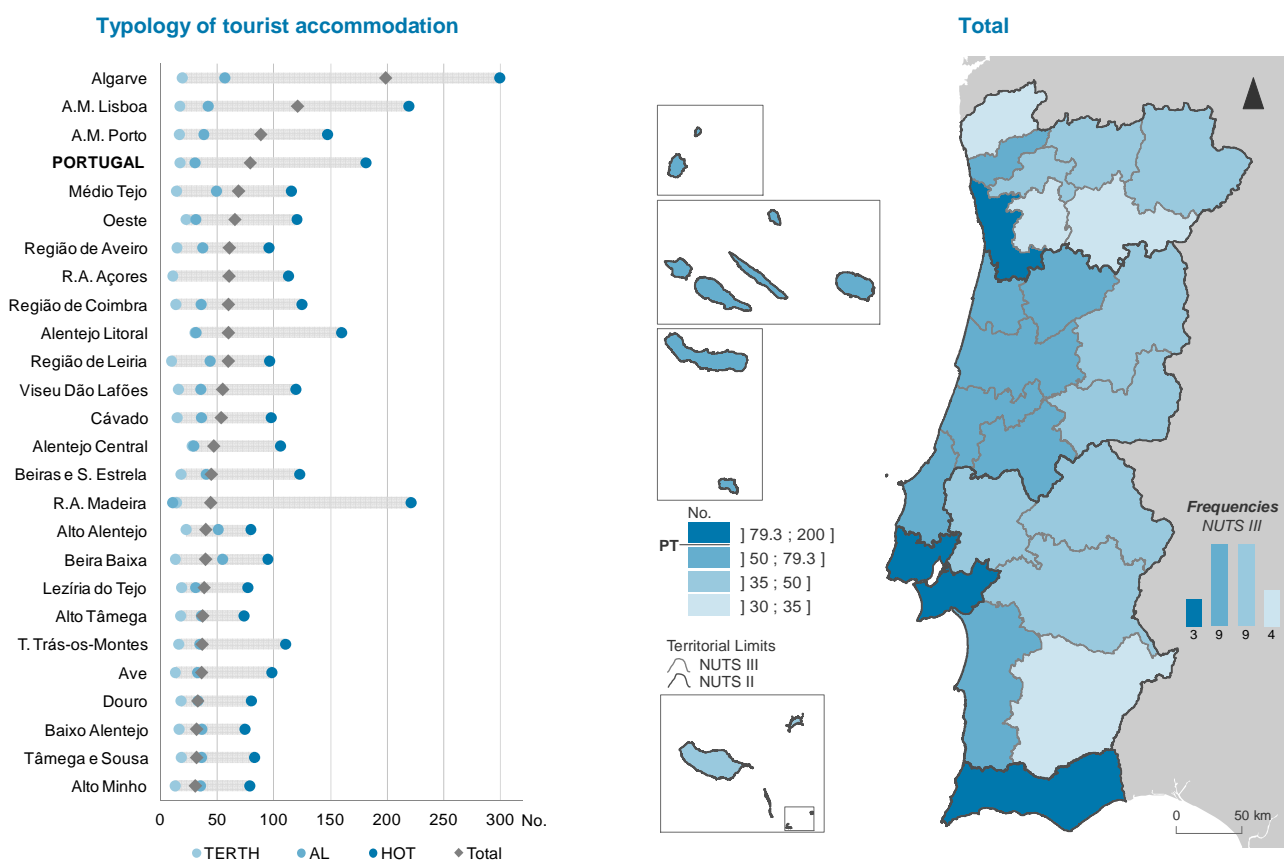 Typology of tourist accommodation
Algarve
A.M. Lisboa
A.M. Porto
PORTUGAL
Médio Tejo
Oeste
Região de Aveiro
R.A. Açores
Região de Coimbra
Alentejo Litoral
Região de Leiria
Viseu Dão Lafões
Cávado
Alentejo Central
Beiras e S. Estrela
R.A. Madeira
Alto Alentejo
Beira Baixa
Lezíria do Tejo
Alto Tâmega
T. Trás-os-Montes
Ave
Douro
Baixo Alentejo
Tâmega e Sousa
Alto Minho
0 50 100 150 200 250 300 No.
TERTH AL HOT Total
Total
No.
PT
] 79.3 ; 200 ]
] 50 ; 79.3 ]
] 35 ; 50 ]
] 30 ; 35 ]
Territorial Limits
NUTS III
NUTS II
Frequencies
NUTS III
3 9 9 4
0 50 km